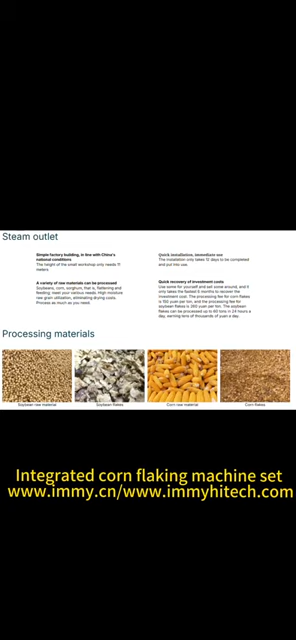 Steam outlet
Simple factory building, in line with China's
national conditions
The height of the small workshop only needs 11
meters
Quick installation, immediate use
The installation only takes 12 days to be completed
and put into use.
A variety of raw materials can be processed
Soybeans, corn, sorghum, that is, flattening and
feeding, meet your various needs. High-moisture
raw grain utilization, eliminating drying costs.
Process as much as you need.
Quick recovery of investment costs
Use some for yourself and sell some around, and it
only takes the fastest 5 months to recover the
investment cost. The processing fee for corn flakes
is 150 yuan per ton, and the processing fee for
soybean flakes is 260 yuan per ton. The soybean
flakes can be processed up to 60 tons in 24 hours a
day, earning tens of thousands of yuan a day.
Processing materials
Soybean raw material
Soybean flakes
Corn raw material
Corn flakes
Integrated corn flaking machine set
www.immy.cn/www.immyhitech.com